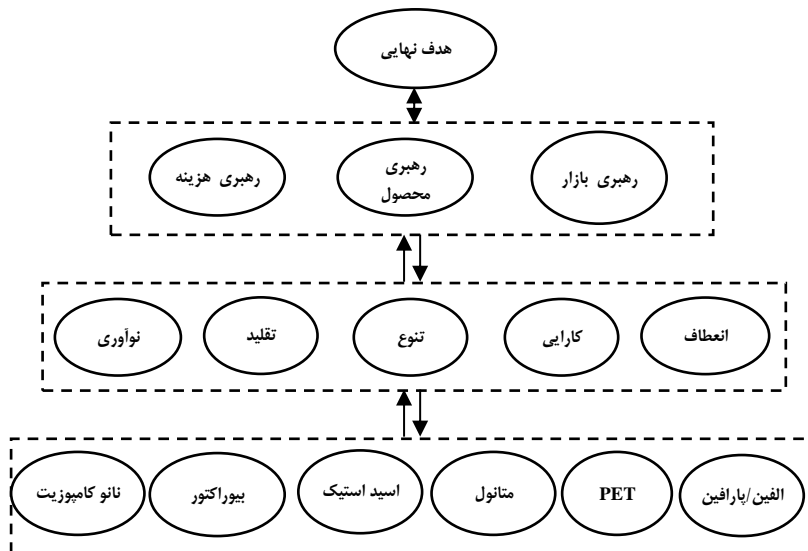 هدف نهایی
رهبری بازار
رهبری
محصول
رهبری هزینه
انعطاف
کارایی
تنوع
تقلید
نوآوری
الفین/پارافین
PET
متانول
اسید استیک
بیوراکتور
نانو کامپوزیت